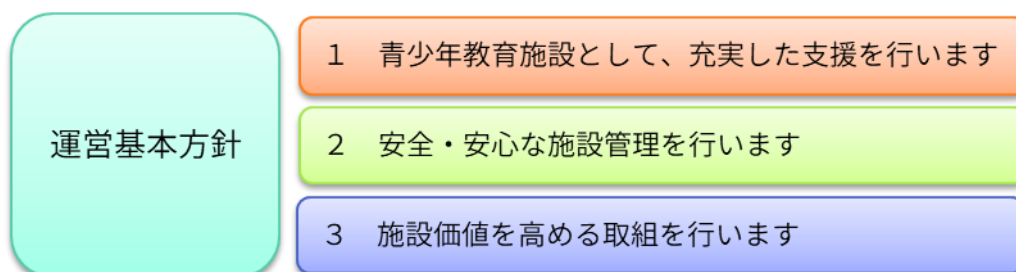 運営基本方針
１　青少年教育施設として、充実した支援を行います
２　安全・安心な施設管理を行います
３　施設価値を高める取組を行います